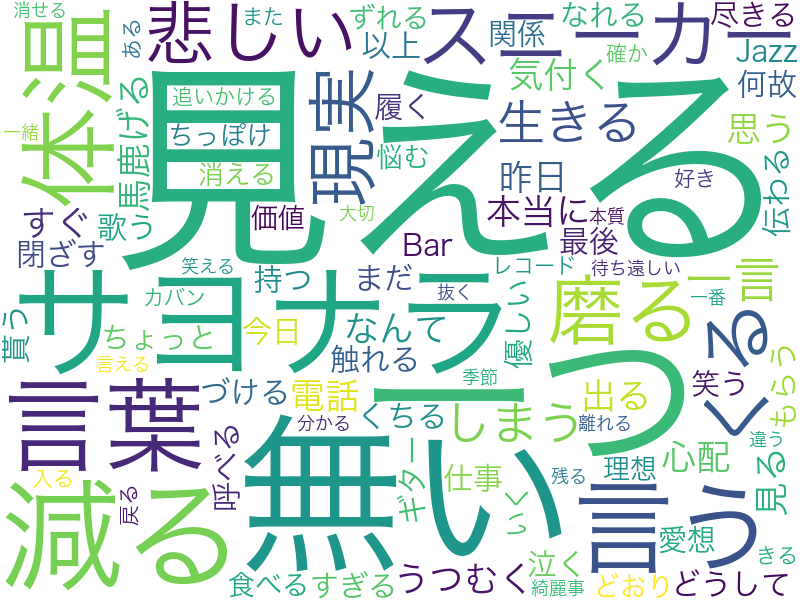 消せる
ある
悲しい
また
ずれる
以上
スニーカー
関係
なれる
確か
尽きる
Jazz
何故
体温
馬鹿げる
追いかける
ちっぽけ
消える
見える
現実
履く
悩む
気付く
生きる
昨日
思う
伝わる
好き
一緒
すぐ
歌う
閉ざす
価値
大切
Bar
本当に
本質
最後
サヨナラ
笑える
カバン
持つ
まだ
レコード
抜く
待ち遠しい
一言
一番
磨る
貰う
ちょっと
言える
今日
なんて
触れる
優しい
季節
一つ
くる
言葉
づける
電話
分かる
くちる
しまう
出る
離れる
笑う
もらう
違う
減る
入る
戻る
呼べる
無い
ギター
仕事
いく
残る
理想
心配
見る
言う
愛想
きる
食べる
すぎる
うつむく
泣く
綺麗事
どおり
どうして